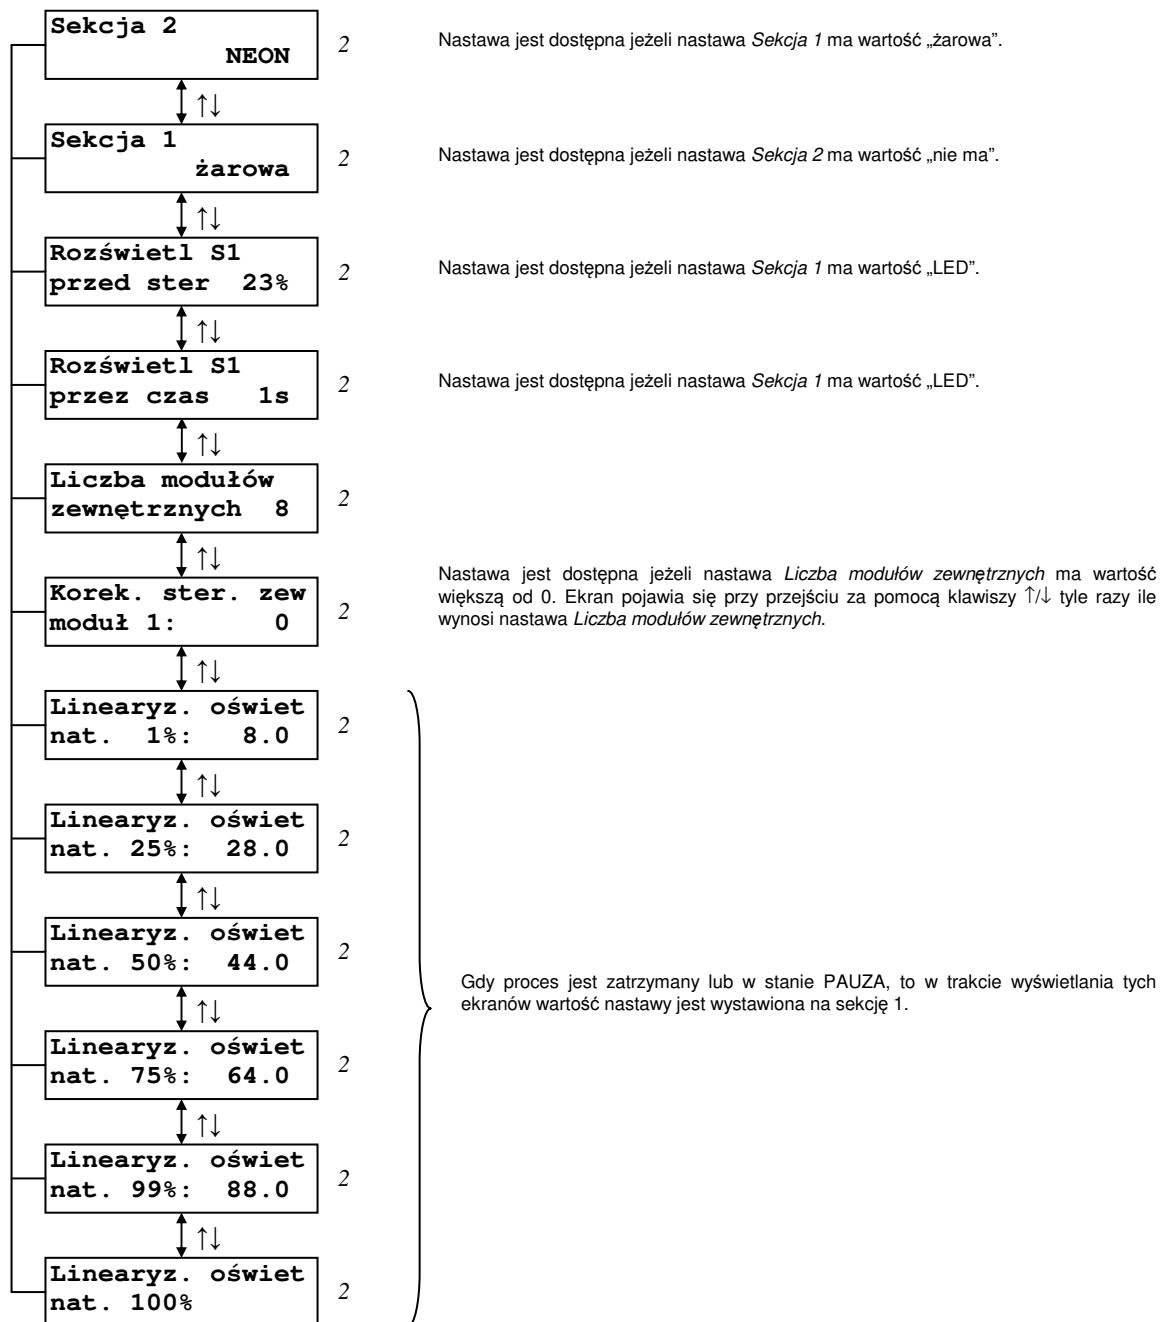 Sekcja 2
NEON
2
Nastawa jest dostępna jeżeli nastawa Sekcja 1 ma wartość „żarowa”.
↑↓
Sekcja 1
żarowa
2
Nastawa jest dostępna jeżeli nastawa Sekcja 2 ma wartość „nie ma”.
↑↓
Rozświetl S1
przed ster 23%
2
Nastawa jest dostępna jeżeli nastawa Sekcja 1 ma wartość „LED”.
↑↓
Rozświetl S1
przez czas 1s
2
Nastawa jest dostępna jeżeli nastawa Sekcja 1 ma wartość „LED”.
↑↓
Liczba modułów
zewnętrznych 8
2
↑↓
Korek. ster. zew
moduł 1: 0
2
Nastawa jest dostępna jeżeli nastawa Liczba modułów zewnętrznych ma wartość
większą od 0. Ekran pojawia się przy przejściu za pomocą klawiszy ↑/↓ tyle razy ile
wynosi nastawa Liczba modułów zewnętrznych.
↑↓
Linearyz. oświet
nat. 1%: 8.0
2
↑↓
Linearyz. oświet
nat. 25%: 28.0
2
↑↓
Linearyz. oświet
nat. 50%: 44.0
2
Gdy proces jest zatrzymany lub w stanie PAUZA, to w trakcie wyświetlania tych
ekranów wartość nastawy jest wystawiona na sekcję 1.
↑↓
Linearyz. oświet
nat. 75%: 64.0
2
↑↓
Linearyz. oświet
nat. 99%: 88.0
2
↑↓
Linearyz. oświet
nat. 100%
2